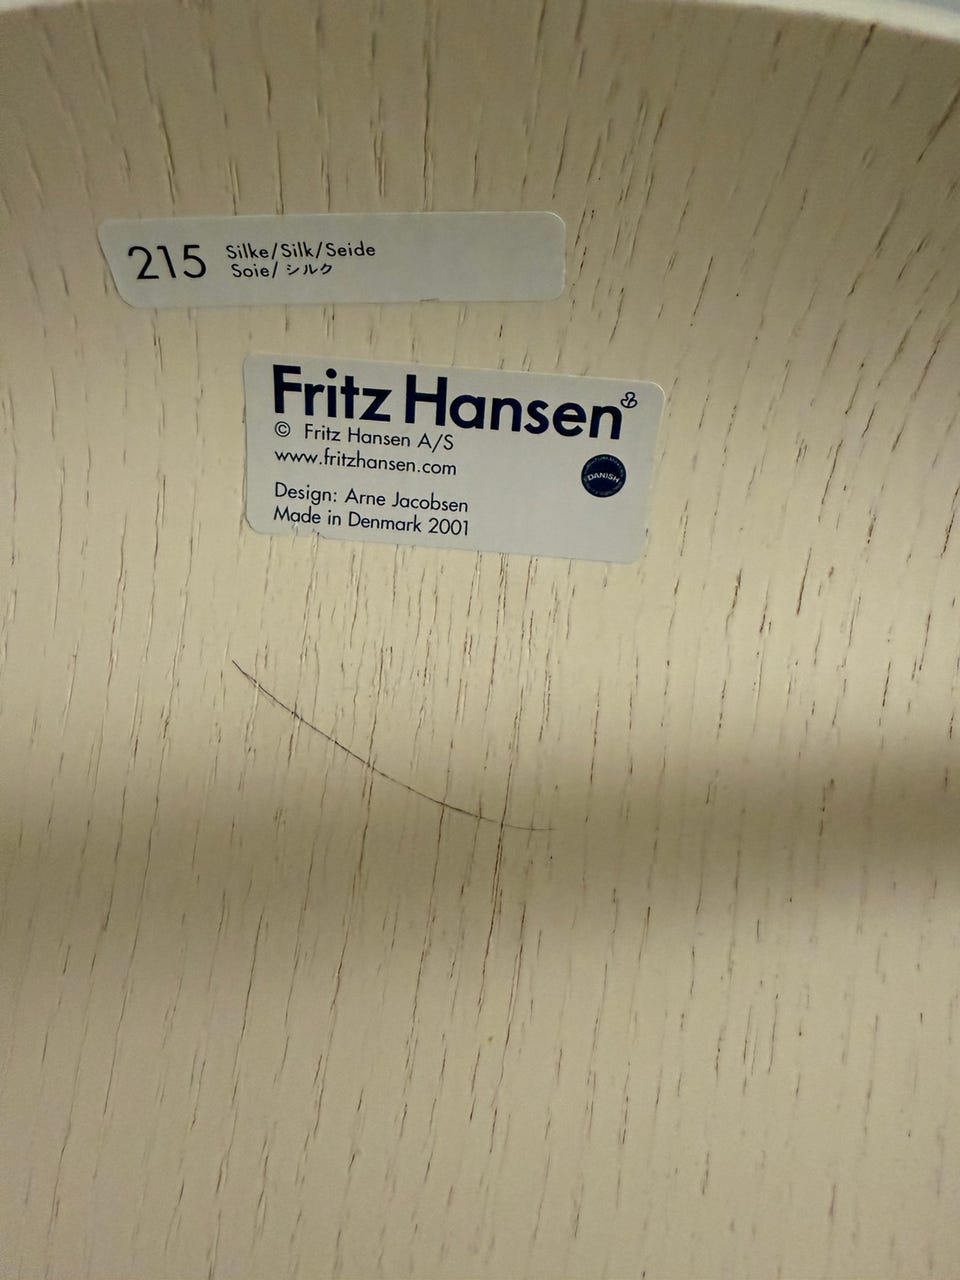 215 Silke/Silk/Seide
Soie/シルク
Fritz Hansen
© Fritz Hansen A/S
www.fritzhansen.com
DANISH
Design: Arne Jacobsen
Made in Denmark 2001